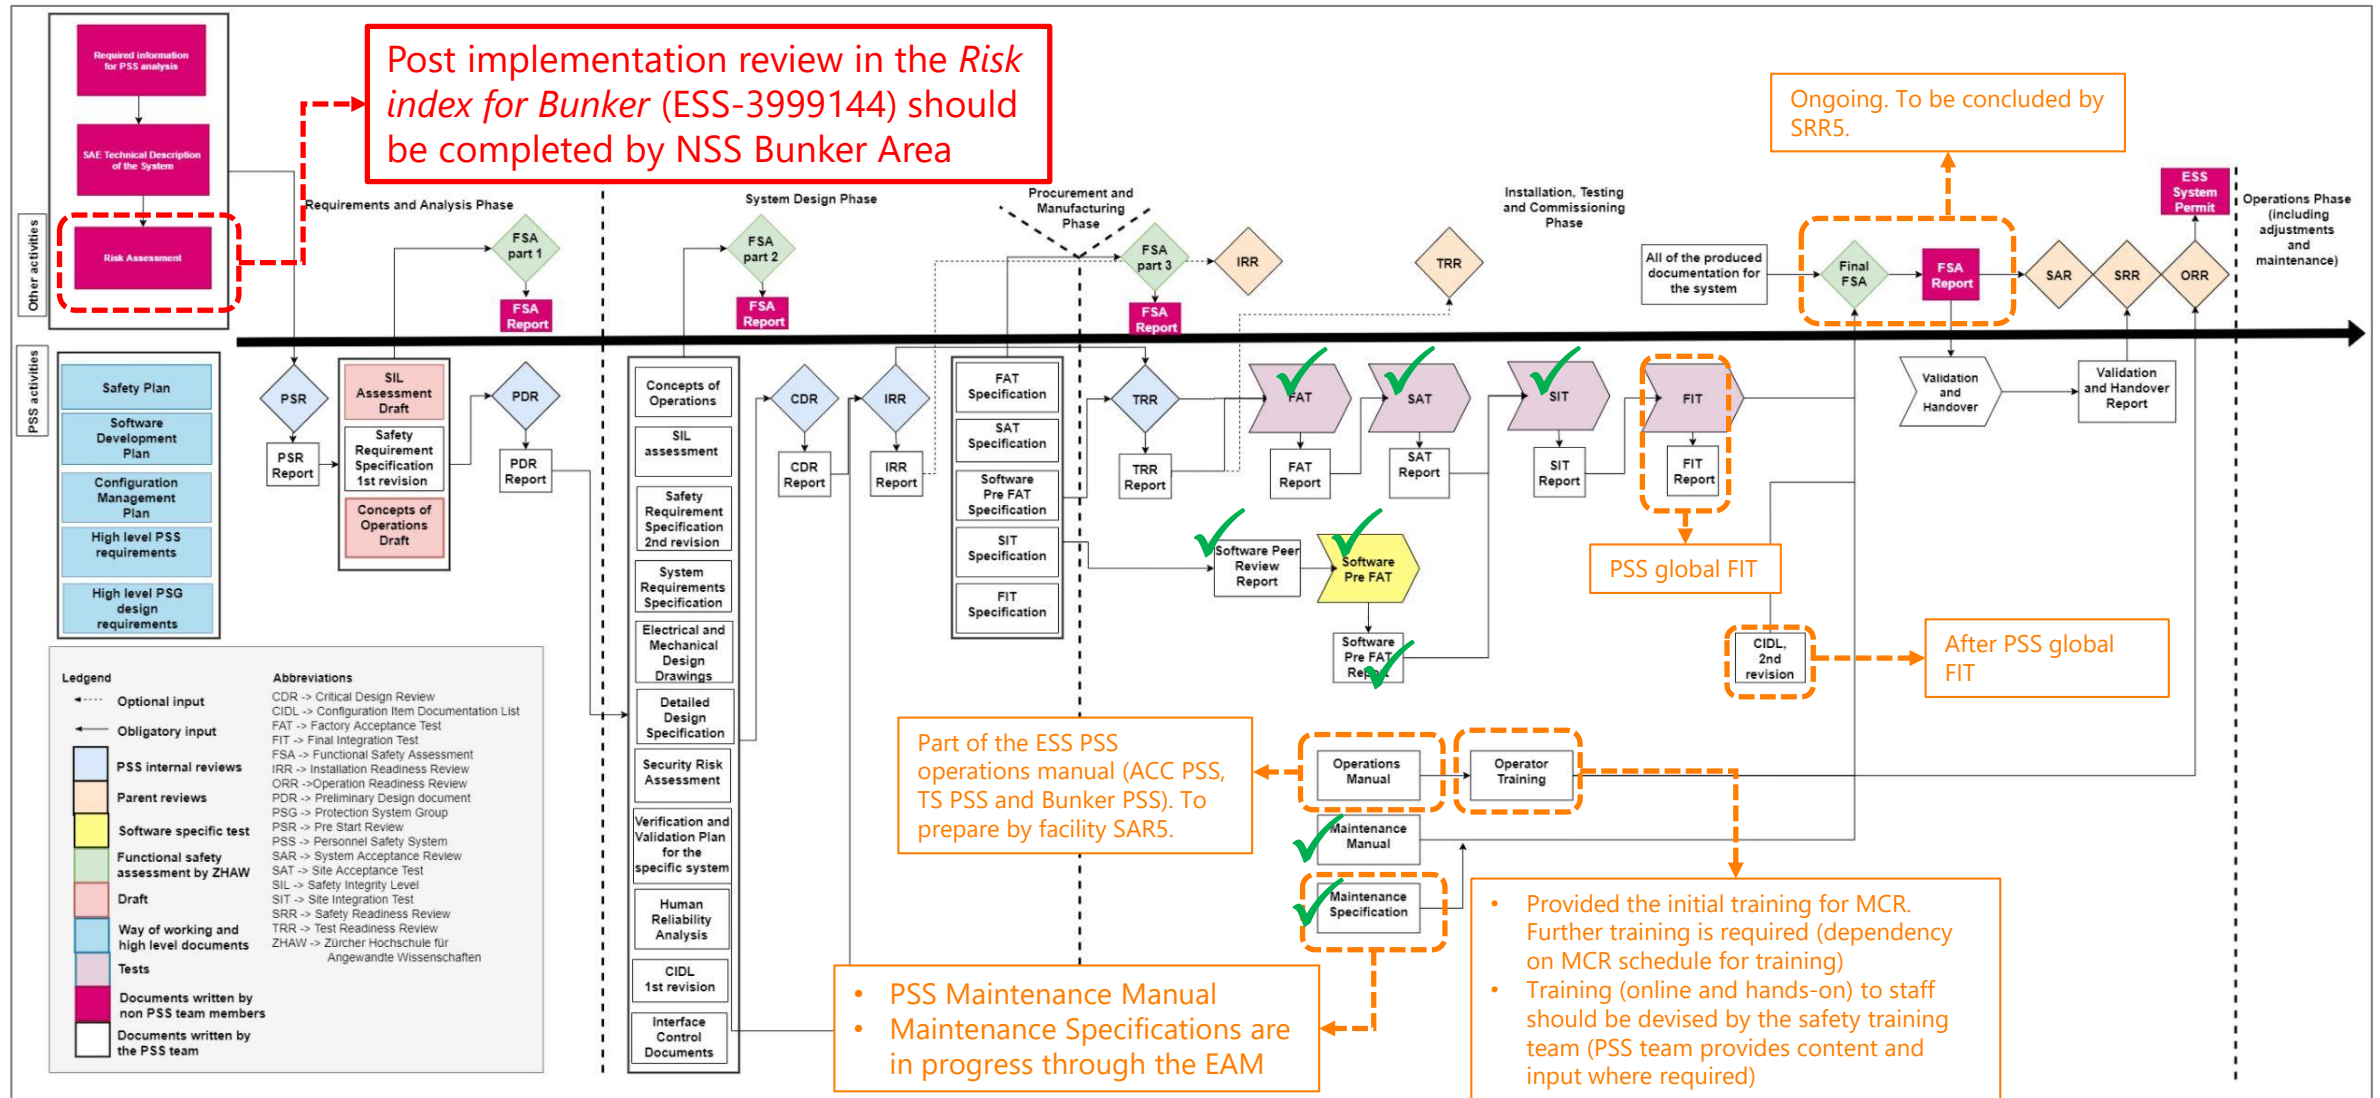 Required information
for PSS analysis
SAE Technical Description
of the System
Risk Assessment
Other activities
Post implementation review in the Risk
index for Bunker (ESS-3999144) should
be completed by NSS Bunker Area
Requirements and Analysis Phase
System Design Phase
Procurement and
Manufacturing
Phase
Installation, Testing
and Commissioning
Phase
Operations Phase
(including
adjustments
and
maintenance)
Ongoing. To be concluded by
SRR5.
ESS
System
Permit
FSA
part 1
FSA
Report
FSA
part 2
FSA
Report
FSA
part 3
FSA
Report
IRR
TRR
All of the produced
documentation for
the system
Final
FSA
FSA
Report
SAR
SRR
ORR
PSS activities
Safety Plan
Software
Development
Plan
Configuration
Management
Plan
High level PSS
requirements
High level PSG
design
requirements
PSR
PSR
Report
SIL
Assessment
Draft
Safety
Requirement
Specification
1st revision
Concepts of
Operations
Draft
PDR
PDR
Report
Concepts of
Operations
SIL
assessment
Safety
Requirement
Specification
2nd revision
System
Requirements
Specification
Electrical and
Mechanical
Design
Drawings
Detailed
Design
Specification
Security Risk
Assessment
Verification and
Validation Plan
for the
specific system
Human
Reliability
Analysis
CIDL
1st revision
Interface
Control
Documents
CDR
CDR
Report
IRR
IRR
Report
FAT
Specification
SAT
Specification
Software
Pre FAT
Specification
SIT
Specification
FIT
Specification
TRR
TRR
Report
FAT
FAT
Report
SAT
SAT
Report
SIT
SIT
Report
FIT
FIT
Report
Validation
and
Handover
Validation
and Handover
Report
Software Peer
Review
Report
Software
Pre FAT
Software
Pre FAT
Report
PSS global FIT
CIDL,
2nd
revision
After PSS global
FIT
Part of the ESS PSS
operations manual (ACC PSS,
TS PSS and Bunker PSS). To
prepare by facility SAR5.
Operations
Manual
Operator
Training
Maintenance
Manual
Maintenance
Specification
• PSS Maintenance Manual
• Maintenance Specifications are
in progress through the EAM
• Provided the initial training for MCR.
Further training is required (dependency
on MCR schedule for training)
• Training (online and hands-on) to staff
should be devised by the safety training
team (PSS team provides content and
input where required)
Ledgend
Optional input
Obligatory input
PSS internal reviews
Parent reviews
Software specific test
Functional safety
assessment by ZHAW
Draft
Way of working and
high level documents
Tests
Documents written by
non PSS team members
Documents written by
the PSS team
Abbreviations
CDR -> Critical Design Review
CIDL -> Configuration Item Documentation List
FAT -> Factory Acceptance Test
FIT -> Final Integration Test
FSA -> Functional Safety Assessment
IRR -> Installation Readiness Review
ORR ->Operation Readiness Review
PDR -> Preliminary Design document
PSG -> Protection System Group
PSR -> Pre Start Review
PSS -> Personnel Safety System
SAR -> System Acceptance Review
SAT -> Site Acceptance Test
SIL -> Safety Integrity Level
SIT -> Site Integration Test
SRR -> Safety Readiness Review
TRR -> Test Readiness Review
ZHAW -> Zürcher Hochschule für
Angewandte Wissenschaften